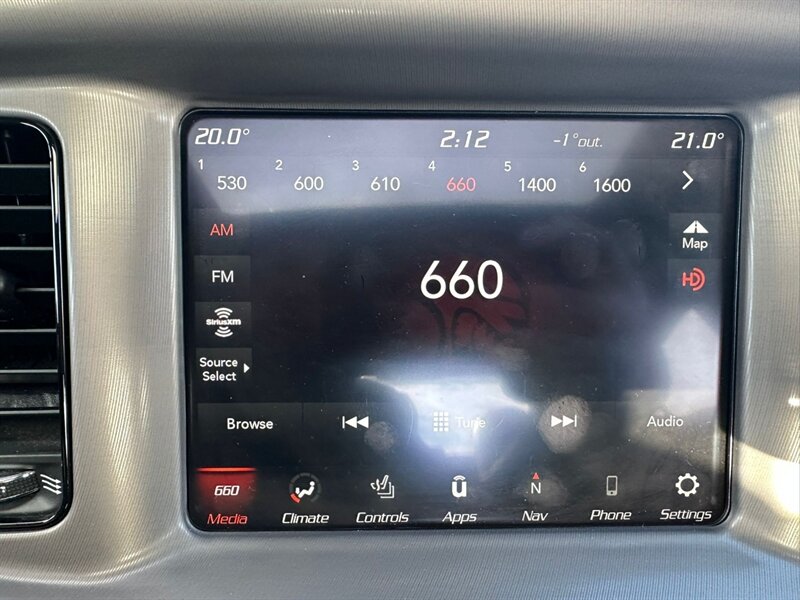 20.0° 2:12 -1°out. 21.0°
1 2 3 4 5 6
530 600 610 660 1400 1600
AM
660
Map
FM
HD
SiriusXM
Source
Select
Browse Tune Audio
660 u N
Media Climate Controls Apps Nav Phone Settings